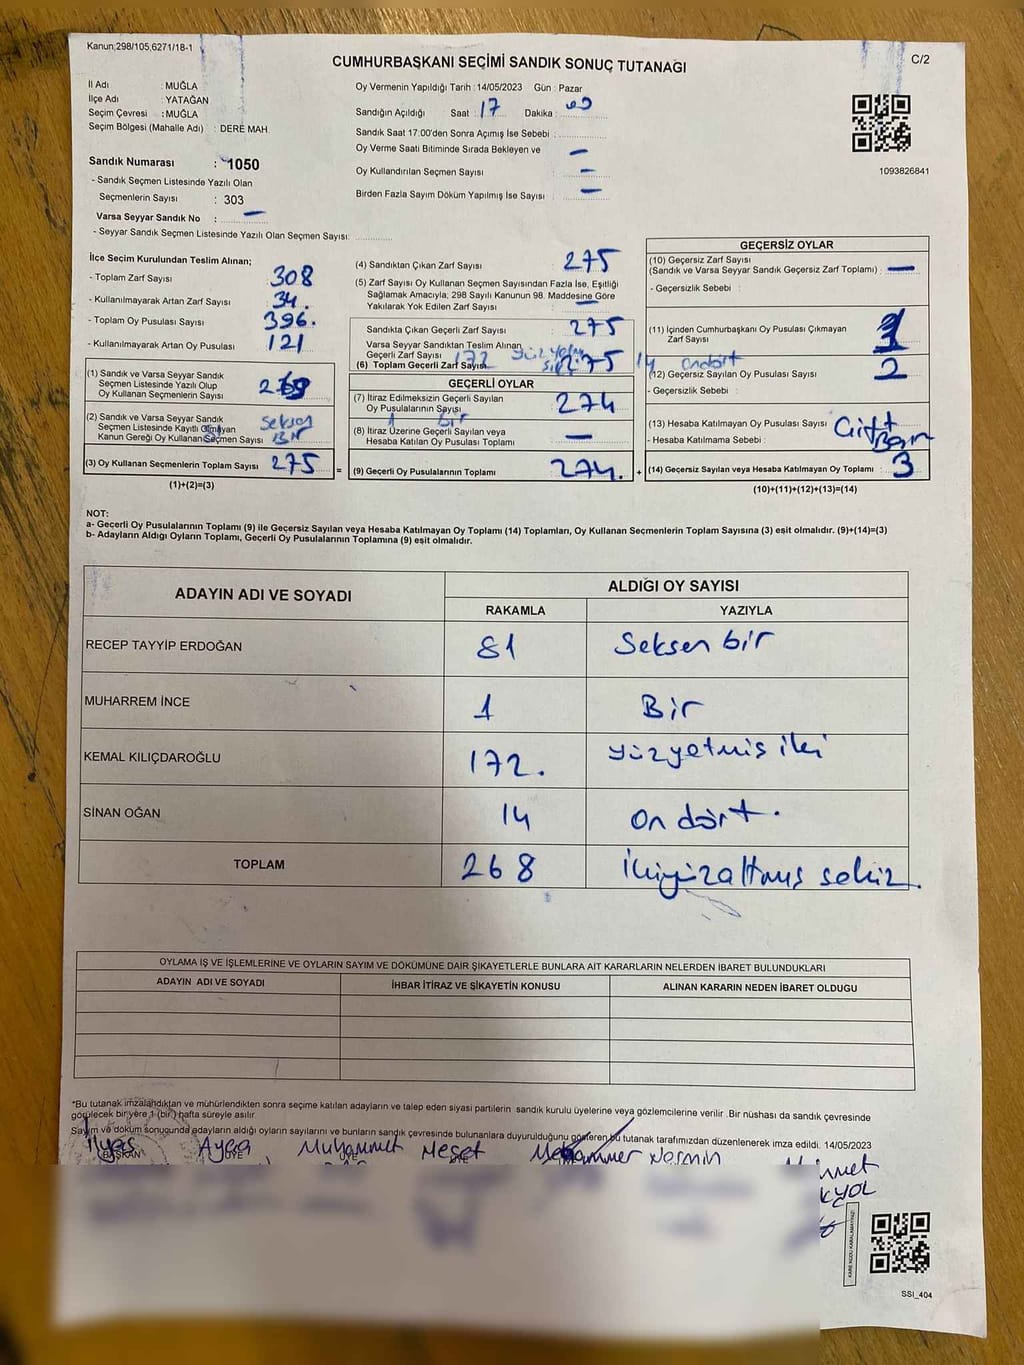 Kanun;298/105,6271/18-1
CUMHURBAŞKANI SEÇİMİ SANDIK SONUÇ TUTANAĞI
C/2
İl Adı : MUĞLA
İlçe Adı : YATAĞAN
Seçim Çevresi : MUĞLA
Seçim Bölgesi (Mahalle Adı) : DERE MAH
Sandık Numarası : 1050
- Sandık Seçmen Listesinde Yazılı Olan
Seçmenlerin Sayısı : 303
Varsa Seyyar Sandık No : —
- Seyyar Sandık Seçmen Listesinde Yazılı Olan Seçmen Sayısı:
Oy Vermenin Yapıldığı Tarih : 14/05/2023 Gün : Pazar
Sandığın Açıldığı Saat : 17 Dakika : 00
Sandık Saat 17:00'den Sonra Açımış İse Sebebi :
Oy Verme Saati Bitiminde Sırada Bekleyen ve —
Oy Kullandırılan Seçmen Sayısı : —
Birden Fazla Sayım Döküm Yapılmış İse Sayısı : —
1093826841
İlçe Seçim Kurulundan Teslim Alınan;
- Toplam Zarf Sayısı 308
- Kullanılmayarak Artan Zarf Sayısı 34.
- Toplam Oy Pusulası Sayısı 396.
- Kullanılmayarak Artan Oy Pusulası 121
(1) Sandık ve Varsa Seyyar Sandık
Seçmen Listesinde Yazılı Olup
Oy Kullanan Seçmenlerin Sayısı
(2) Sandık ve Varsa Seyyar Sandık
Seçmen Listesinde Kayıtlı Olmayan
Kanun Gereği Oy Kullanan Seçmen Sayısı
Seksen
Bir
(3) Oy Kullanan Seçmenlerin Toplam Sayısı 275 =
(1)+(2)=(3)
(4) Sandıktan Çıkan Zarf Sayısı 275
(5) Zarf Sayısı Oy Kullanan Seçmen Sayısından Fazla İse, Eşitliği
Sağlamak Amacıyla; 298 Sayılı Kanunun 98. Maddesine Göre
Yakılarak Yok Edilen Zarf Sayısı —
Sandıkta Çıkan Geçerli Zarf Sayısı 275
Varsa Seyyar Sandıktan Teslim Alınan
Geçerli Zarf Sayısı 172
(6) Toplam Geçerli Zarf Sayısı 275
GEÇERLİ OYLAR
(7) İtiraz Edilmeksizin Geçerli Sayılan
Oy Pusulalarının Sayısı 274
1 bir
(8) İtiraz Üzerine Geçerli Sayılan veya
Hesaba Katılan Oy Pusulası Toplamı —
(9) Geçerli Oy Pusulalarının Toplamı 274. +
GEÇERSİZ OYLAR
(10) Geçersiz Zarf Sayısı
(Sandık ve Varsa Seyyar Sandık Geçersiz Zarf Toplamı) : —
- Geçersizlik Sebebi :
(11) İçinden Cumhurbaşkanı Oy Pusulası Çıkmayan
Zarf Sayısı 1
14 ondört
(12) Geçersiz Sayılan Oy Pusulası Sayısı 2
- Geçersizlik Sebebi :
(13) Hesaba Katılmayan Oy Pusulası Sayısı
- Hesaba Katılmama Sebebi :
(14) Geçersiz Sayılan veya Hesaba Katılmayan Oy Toplamı : 3
(10)+(11)+(12)+(13)=(14)
NOT:
a- Geçerli Oy Pusulalarının Toplamı (9) ile Geçersiz Sayılan veya Hesaba Katılmayan Oy Toplamı (14) Toplamları, Oy Kullanan Seçmenlerin Toplam Sayısına (3) eşit olmalıdır. (9)+(14)=(3)
b- Adayların Aldığı Oyların Toplamı, Geçerli Oy Pusulalarının Toplamına (9) eşit olmalıdır.
ADAYIN ADI VE SOYADI
ALDIĞI OY SAYISI
RAKAMLA YAZIYLA
RECEP TAYYİP ERDOĞAN 81 Seksen bir
MUHARREM İNCE 1 Bir
KEMAL KILIÇDAROĞLU 172. yüzyetmiş iki
SİNAN OĞAN 14 on dört.
TOPLAM 268 ikiyüzaltmış sekiz.
OYLAMA İŞ VE İŞLEMLERİNE VE OYLARIN SAYIM VE DÖKÜMÜNE DAİR ŞİKAYETLERLE BUNLARA AİT KARARLARIN NELERDEN İBARET BULUNDUKLARI
ADAYIN ADI VE SOYADI İHBAR İTİRAZ VE ŞİKAYETİN KONUSU ALINAN KARARIN NEDEN İBARET OLDUGU
*Bu tutanak imzalandıktan ve mühürlendikten sonra seçime katılan adayların ve talep eden siyasi partilerin sandık kurulu üyelerine veya gözlemcilerine verilir .Bir nüshası da sandık çevresinde
görülecek bir yere 1 (bir.) hafta süreyle asılır.
Sayım ve döküm sonugunda adayların aldığı oyların sayılarını ve bunların sandık çevresinde bulunanlara duyurulduğunu gösteren bu tutanak tarafımızdan düzenlenerek imza edildi. 14/05/2023
İlyas Ayça Muhammet Meşet Muhammer Nermin
BAŞKAN ÜYE ÜYE ÜYE
KARE KODU KARALAMAYINIZ!
SSI_404